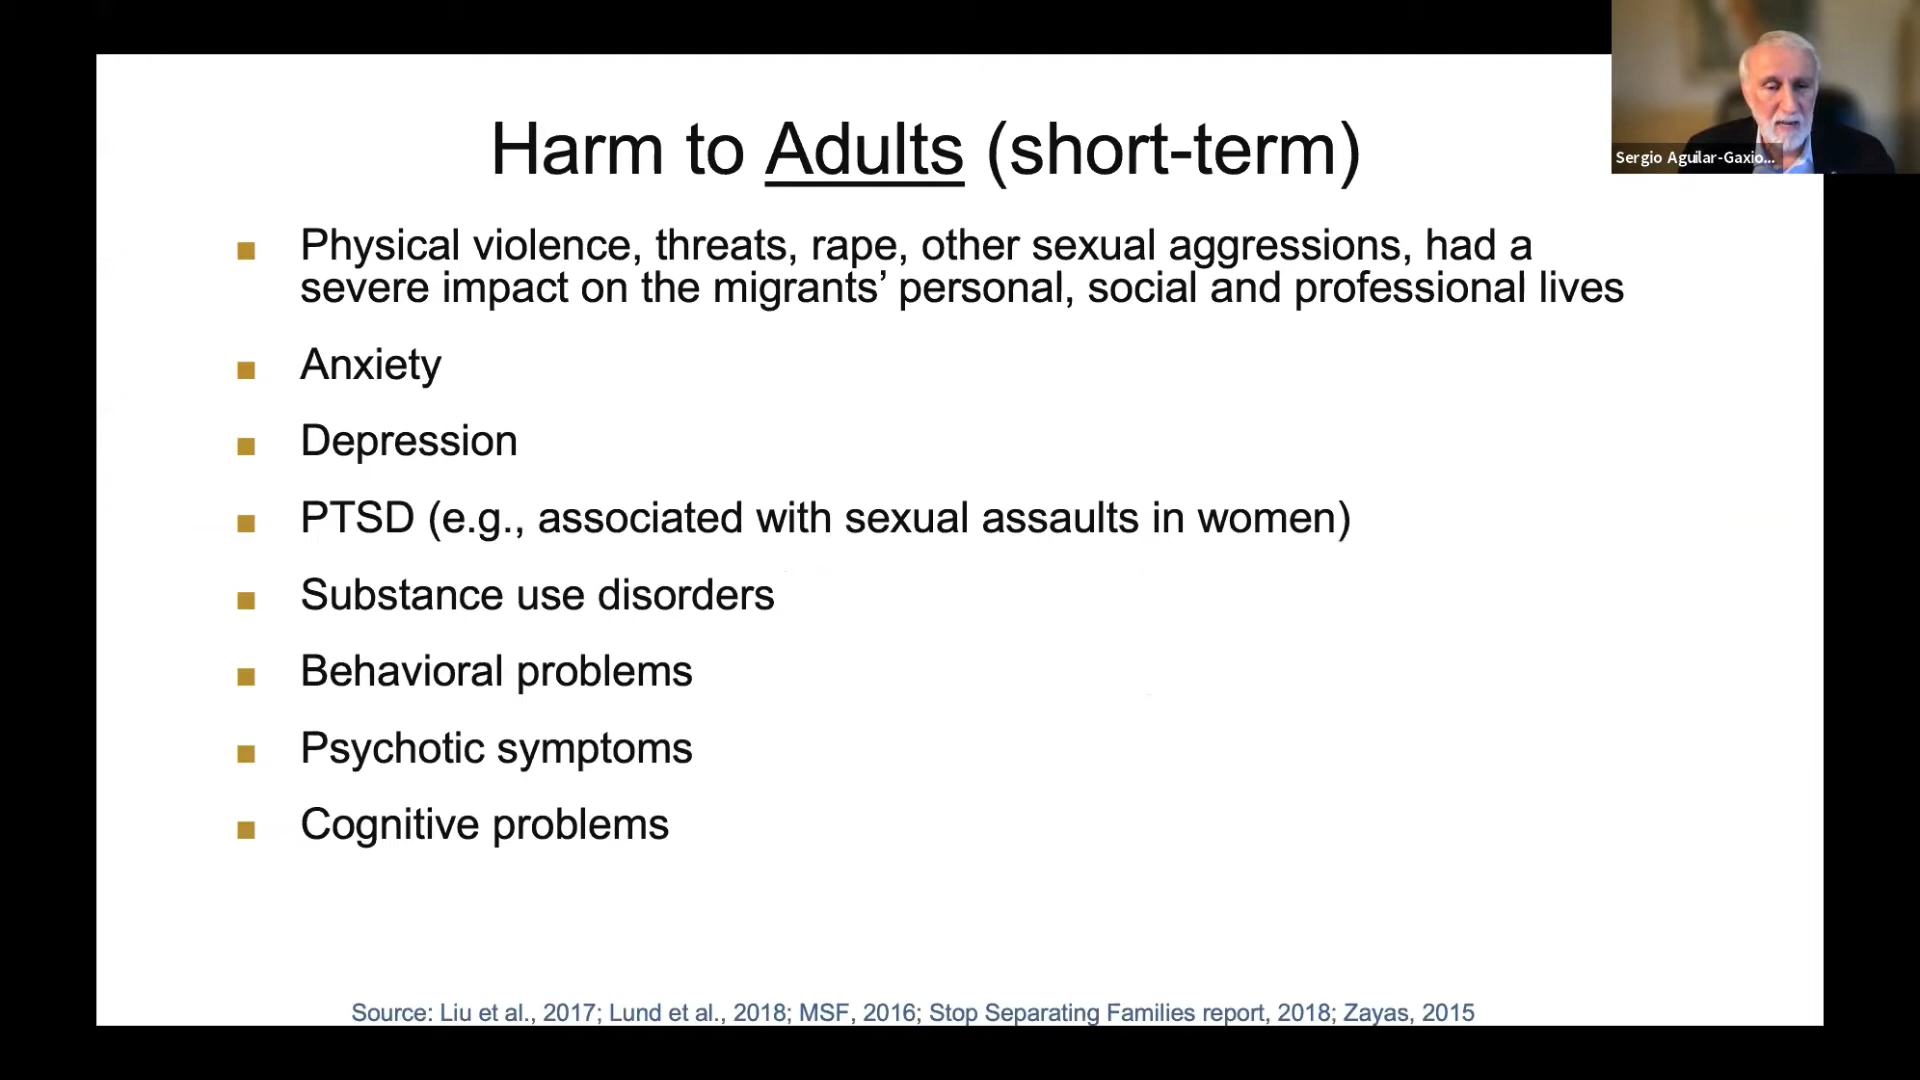 Harm to Adults (short-term)
Sergio Aguilar-Gaxio...
Physical violence, threats, rape, other sexual aggressions, had a
severe impact on the migrants’ personal, social and professional lives
Anxiety
Depression
PTSD (e.g., associated with sexual assaults in women)
Substance use disorders
Behavioral problems
Psychotic symptoms
Cognitive problems
Source: Liu et al., 2017; Lund et al., 2018; MSF, 2016; Stop Separating Families report, 2018; Zayas, 2015